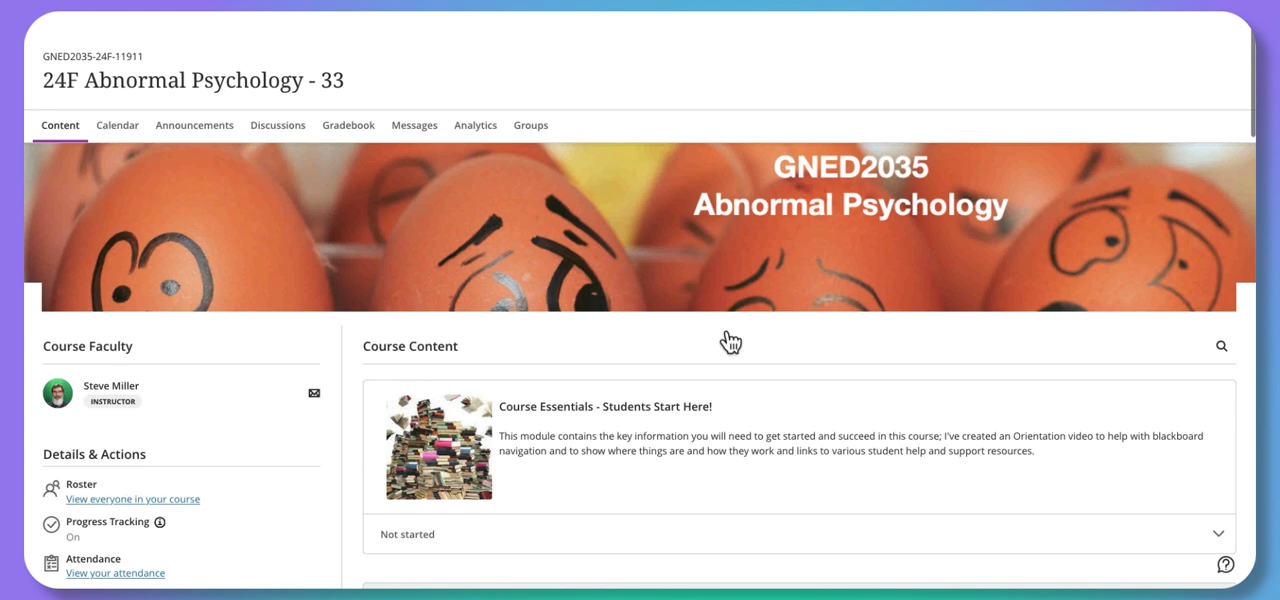 GNED2035-24F-11911
24F Abnormal Psychology - 33
Content Calendar Announcements Discussions Gradebook Messages Analytics Groups
GNED2035
Abnormal Psychology
Course Faculty
Steve Miller
INSTRUCTOR
Details & Actions
Roster
View everyone in your course
Progress Tracking
On
Attendance
View your attendance
Course Content
Course Essentials - Students Start Here!
This module contains the key information you will need to get started and succeed in this course; I've created an Orientation video to help with blackboard
navigation and to show where things are and how they work and links to various student help and support resources.
Not started